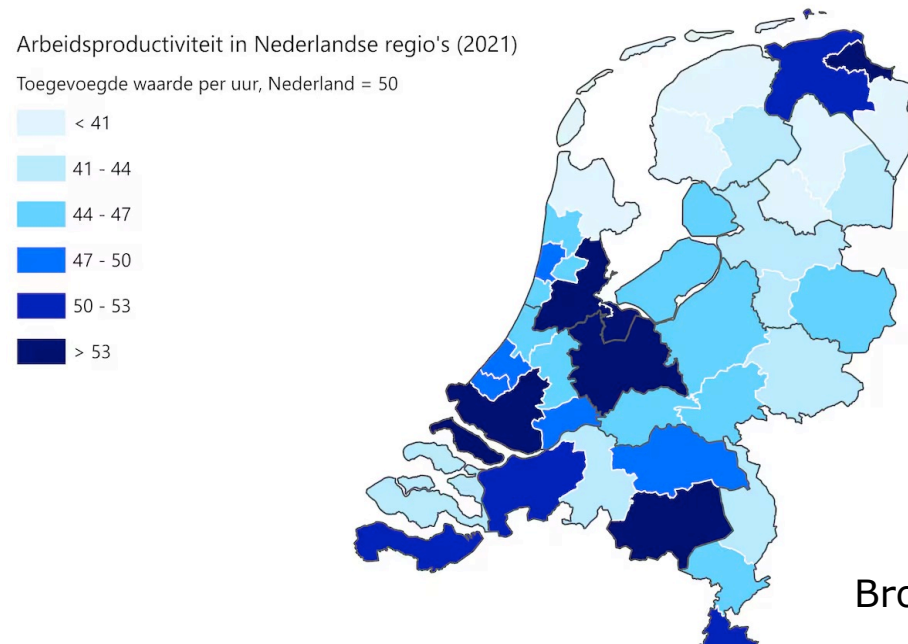 Arbeidsproductiviteit in Nederlandse regio's (2021)
Toegevoegde waarde per uur, Nederland = 50
< 41
41 - 44
44 - 47
47 - 50
50 - 53
> 53
Bro